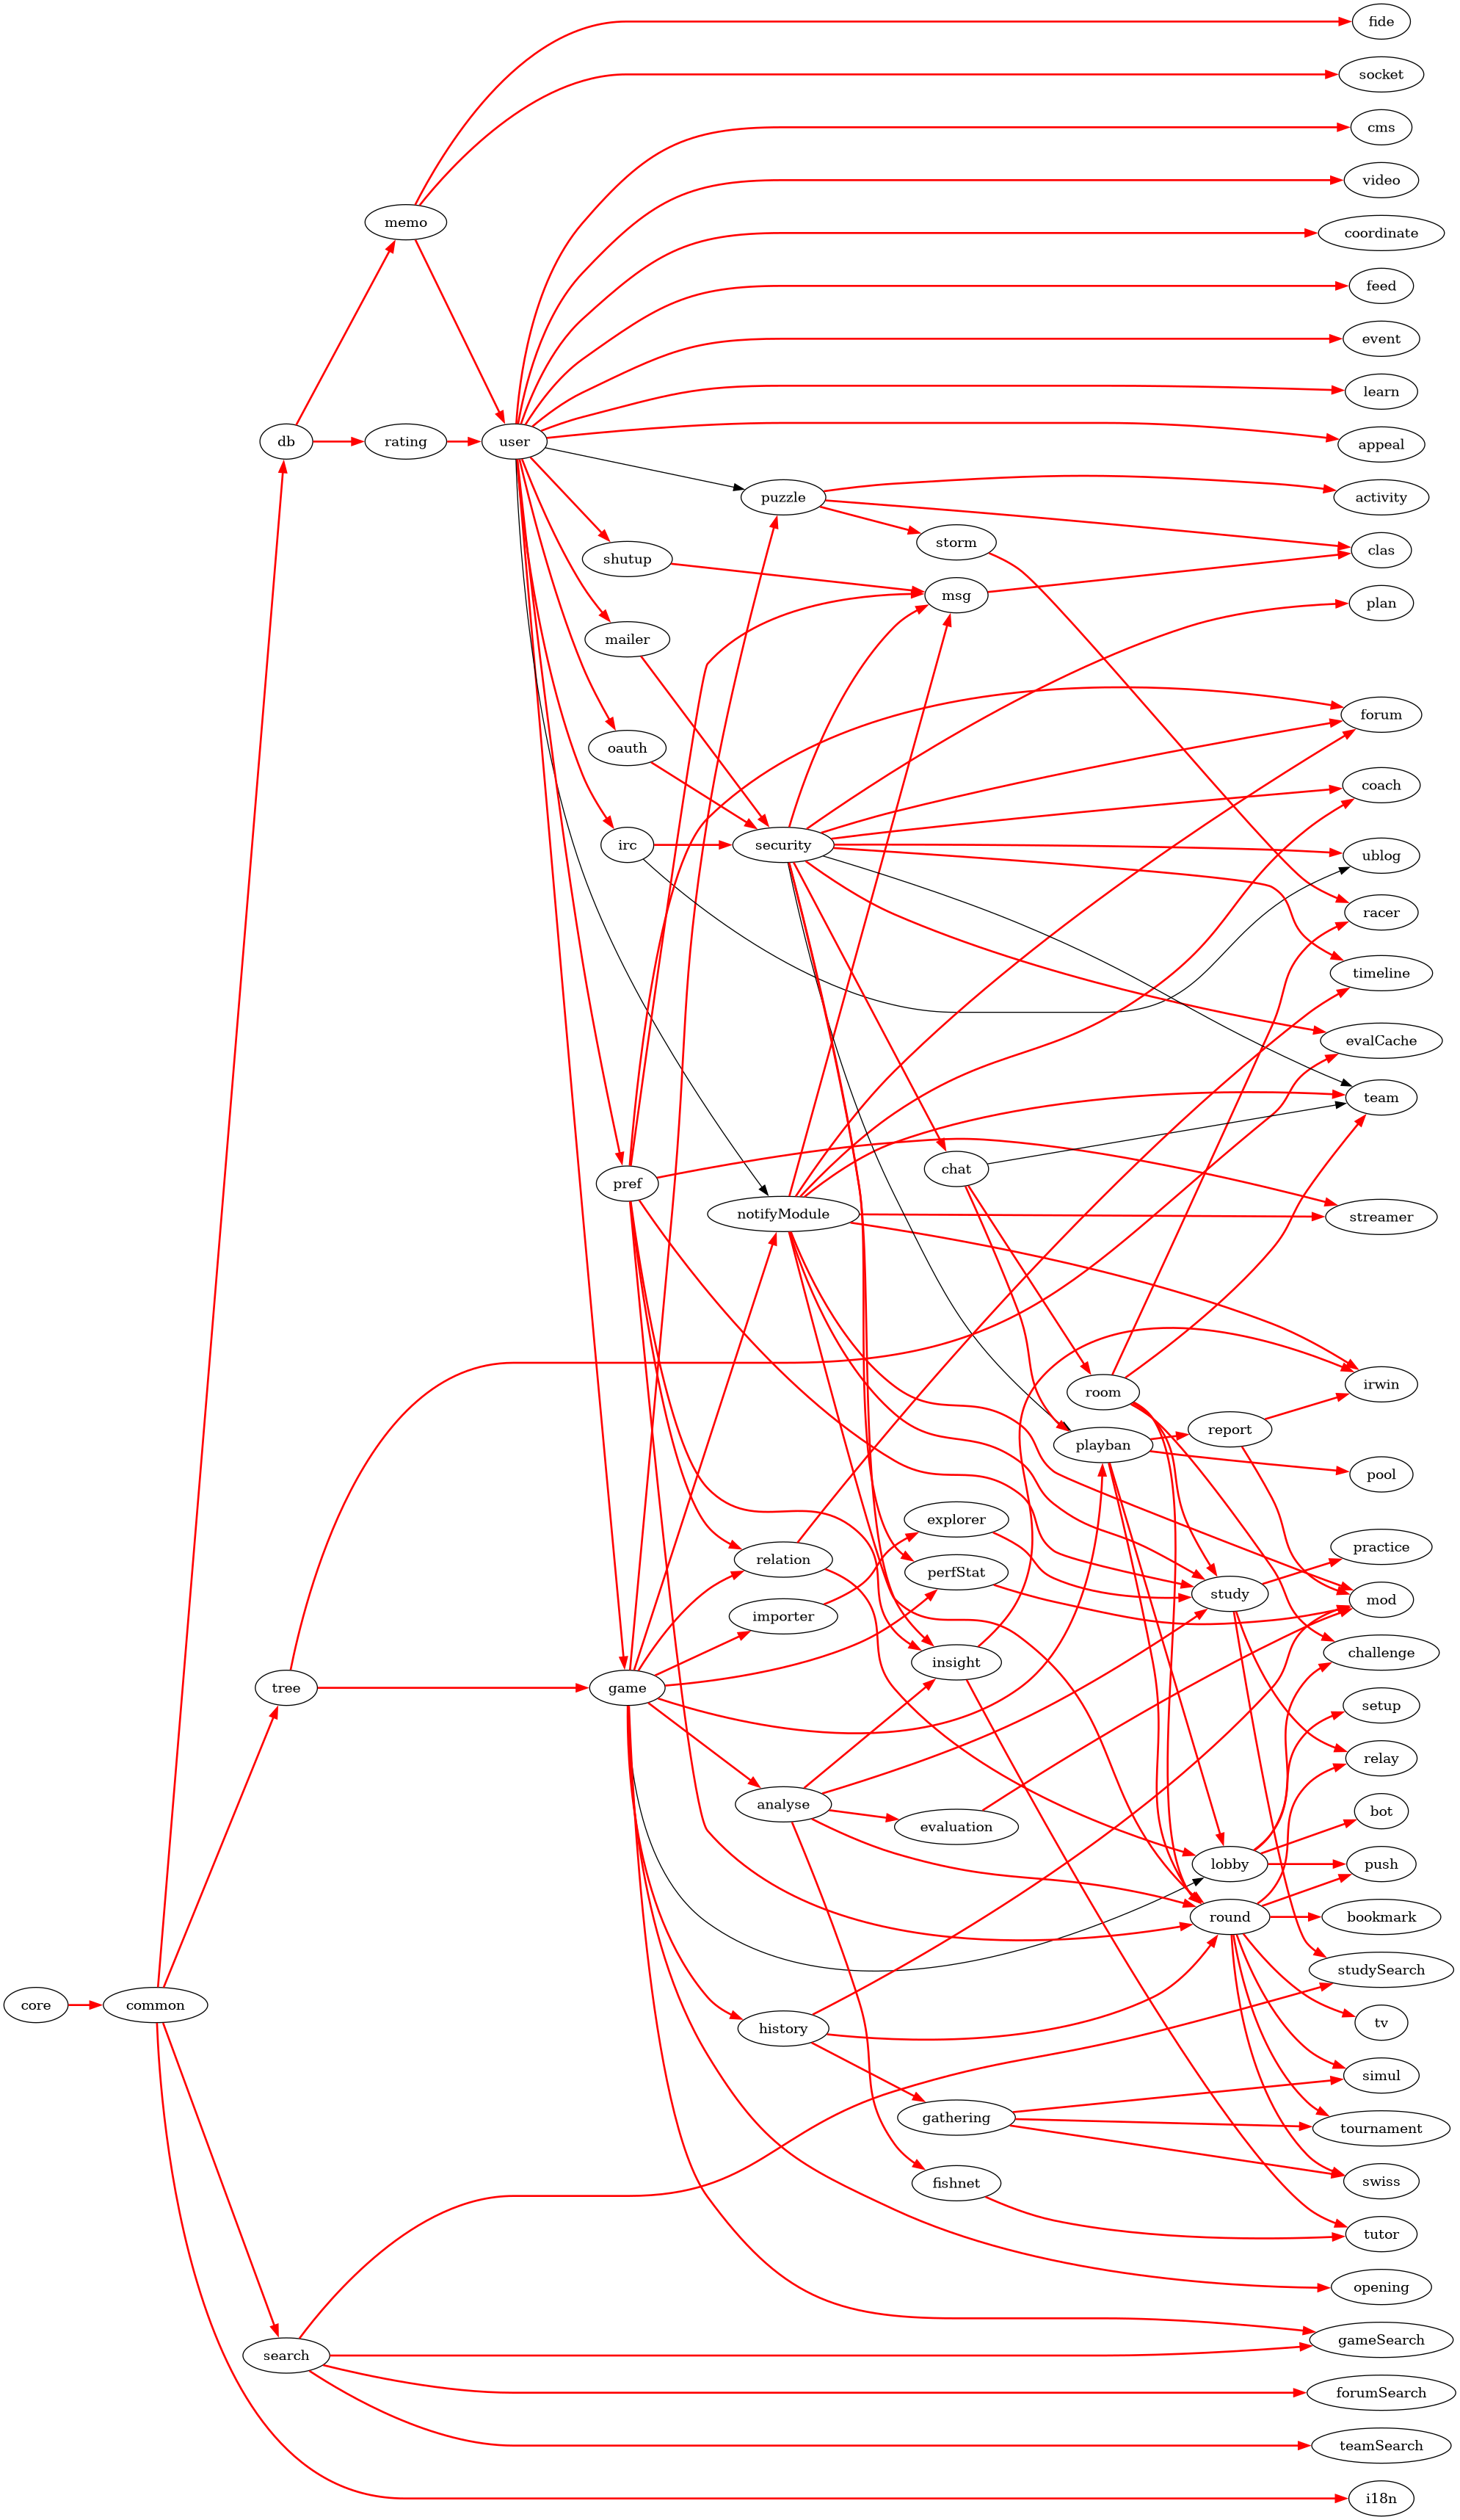 fide
socket
cms
video
memo
coordinate
feed
event
learn
db
rating
user
appeal
puzzle
activity
storm
clas
shutup
msg
plan
mailer
forum
oauth
coach
irc
security
ublog
racer
timeline
evalCache
team
chat
pref
notifyModule
streamer
irwin
room
report
playban
pool
explorer
practice
relation
perfStat
study
mod
importer
challenge
insight
tree
game
setup
relay
analyse
bot
evaluation
lobby
push
round
bookmark
studySearch
core
common
history
tv
simul
gathering
tournament
fishnet
swiss
tutor
opening
gameSearch
search
forumSearch
teamSearch
i18n